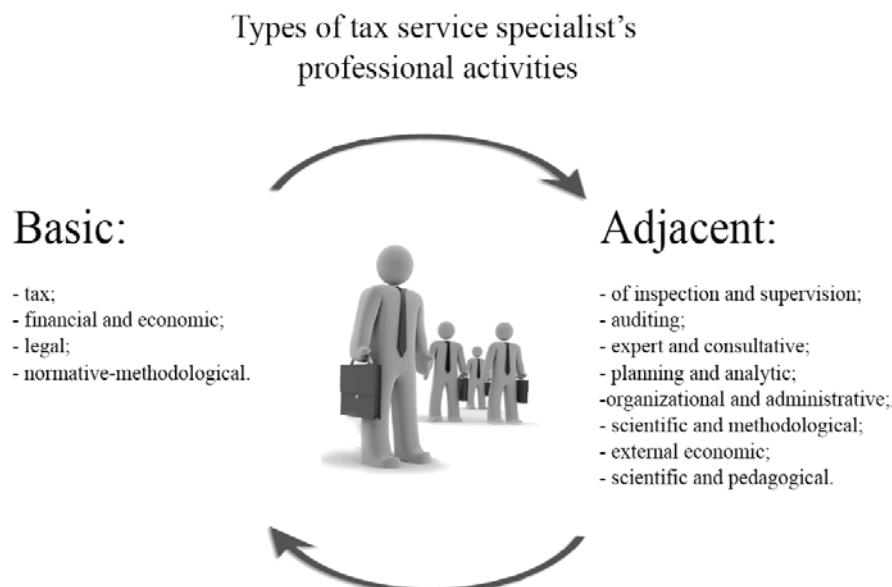 Types of tax service specialist's
professional activities
Basic:
- tax;
- financial and economic;
- legal;
- normative-methodological.
Adjacent:
- of inspection and supervision;
- auditing;
- expert and consultative;
- planning and analytic;
-organizational and administrative;
- scientific and methodological;
- external economic;
- scientific and pedagogical.